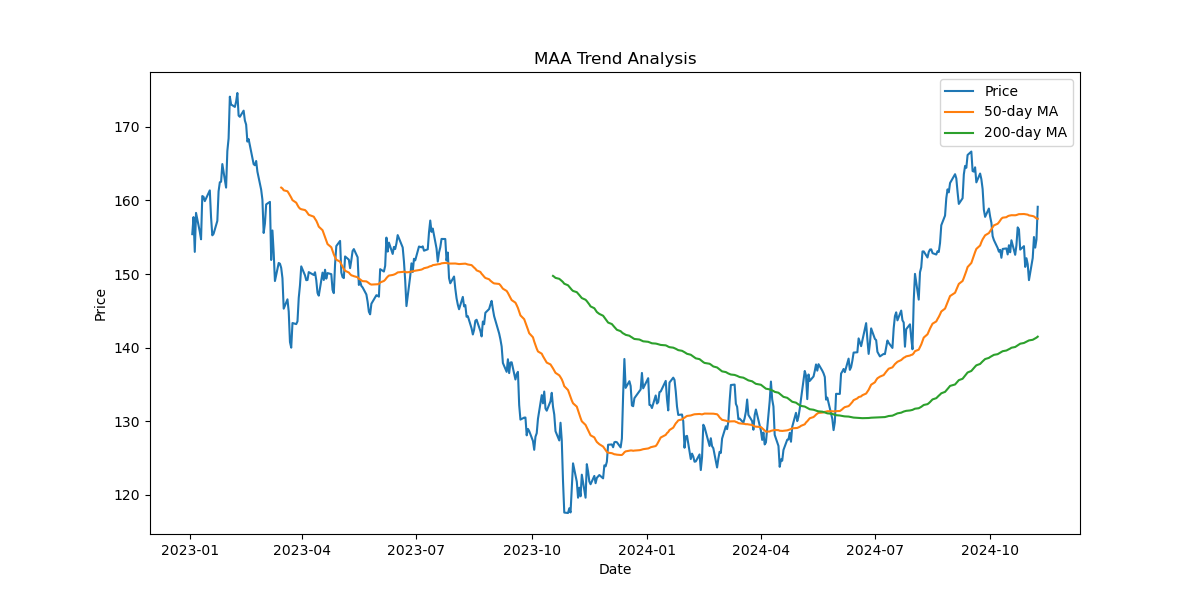 MAA Trend Analysis
Price
50-day MA
200-day MA
170
160
150
140
130
120
Price
2023-01
2023-04
2023-07
2023-10
2024-01
2024-04
2024-07
2024-10
Date